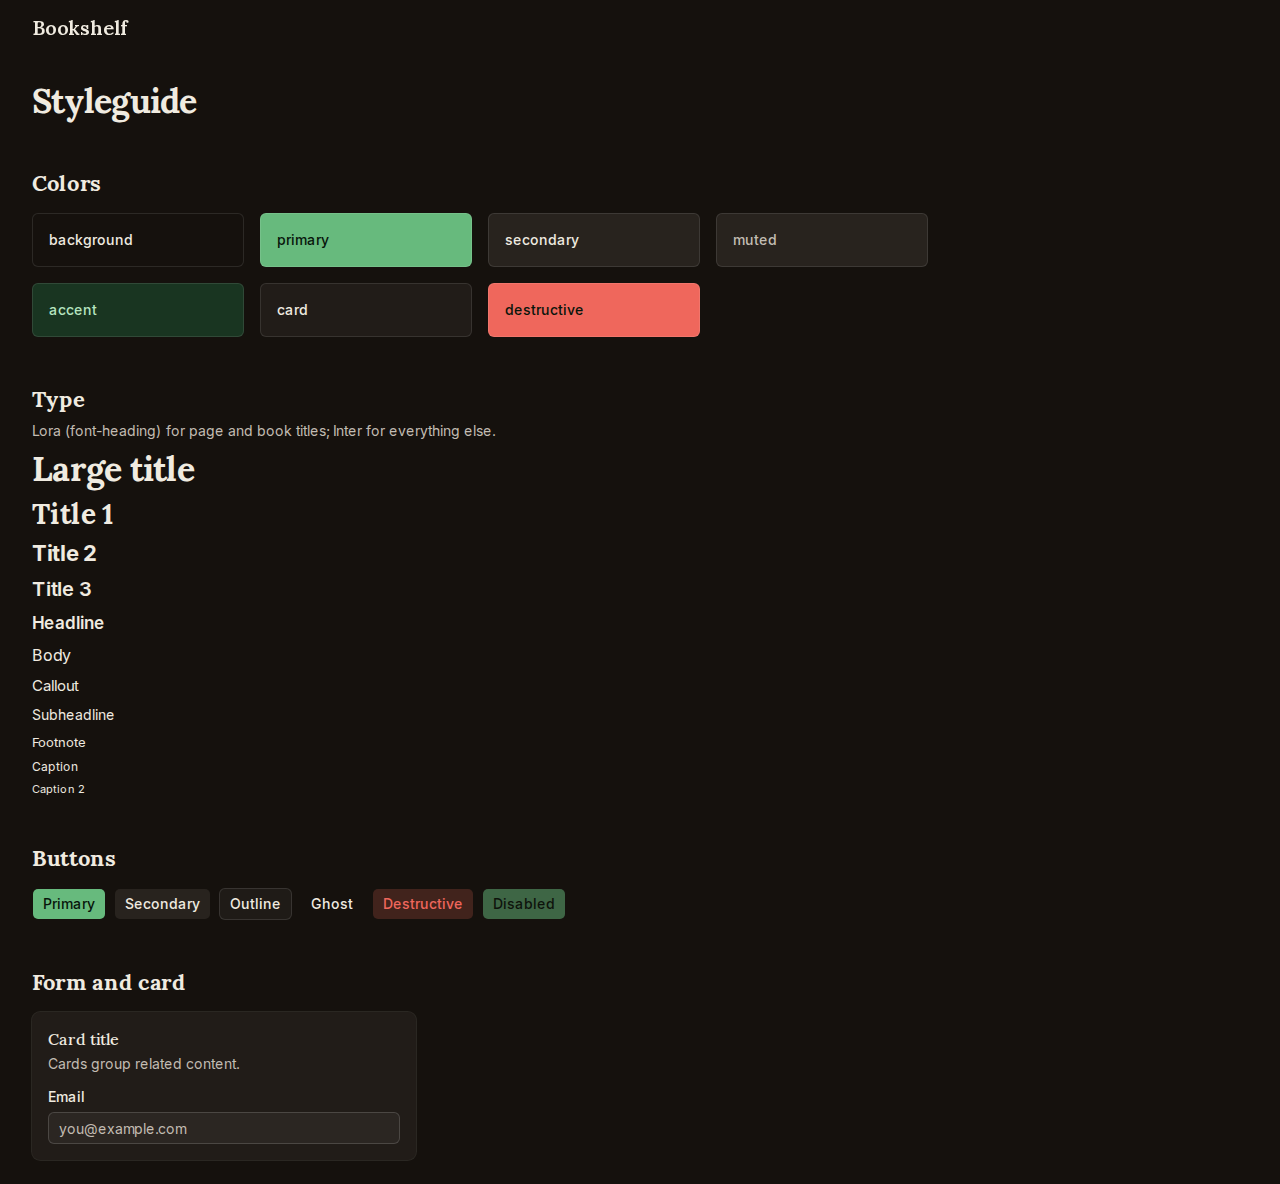 Bookshelf
Styleguide
Colors
background primary secondary muted
accent card destructive
Type
Lora (font-heading) for page and book titles; Inter for everything else.
Large title
Title 1
Title 2
Title 3
Headline
Body
Callout
Subheadline
Footnote
Caption
Caption 2
Buttons
Primary Secondary Outline Ghost Destructive Disabled
Form and card
Card title
Cards group related content.
Email
you@example.com